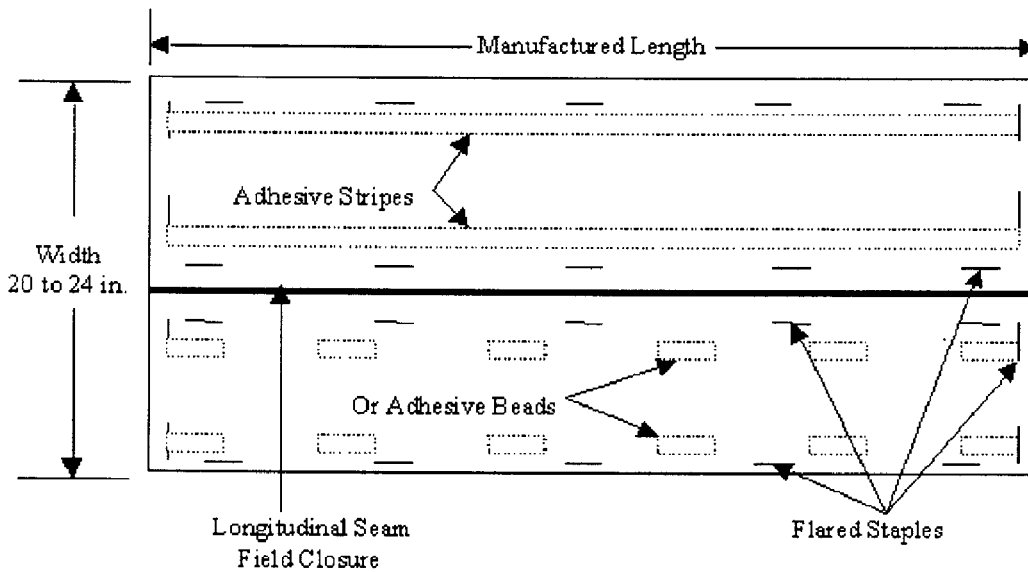 Manufactured Length
Adhesive Stripes
Width
20 to 24 in.
Or Adhesive Beads
Longitudinal Seam
Field Closure
Flared Staples